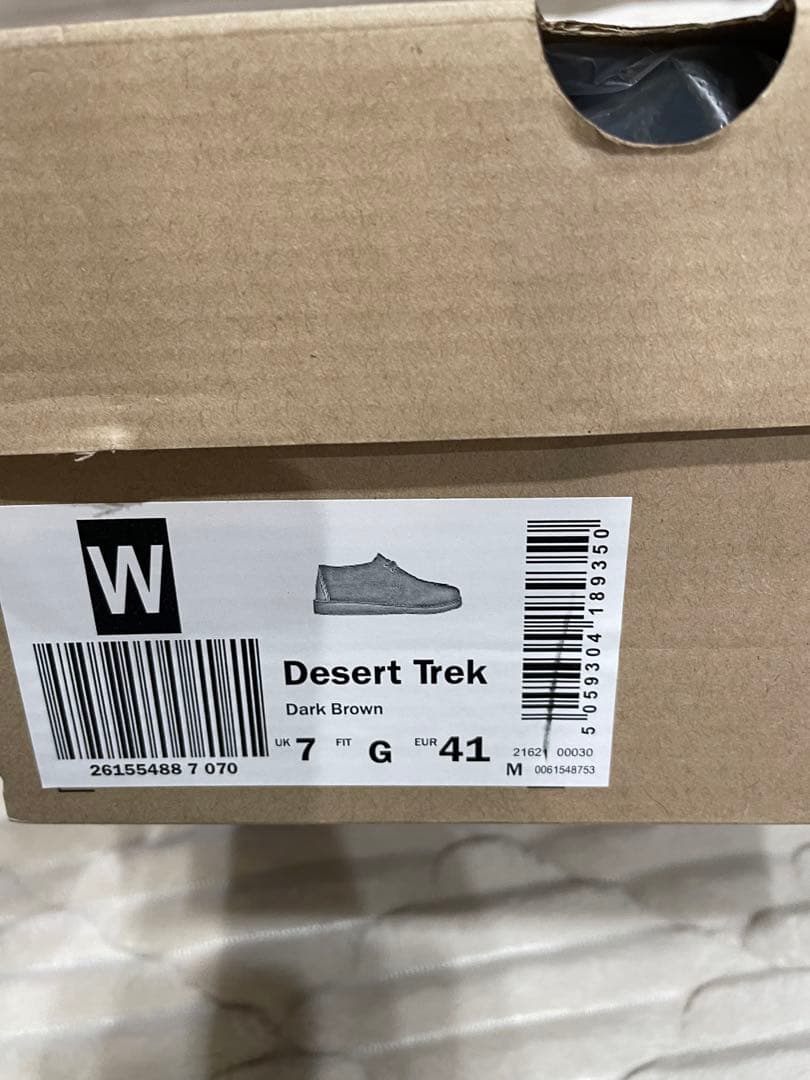 W
26155488 7 070
Desert Trek
Dark Brown
UK 7 FIT G EUR 41
5 059304 189350
21621 00030
M 0061548753